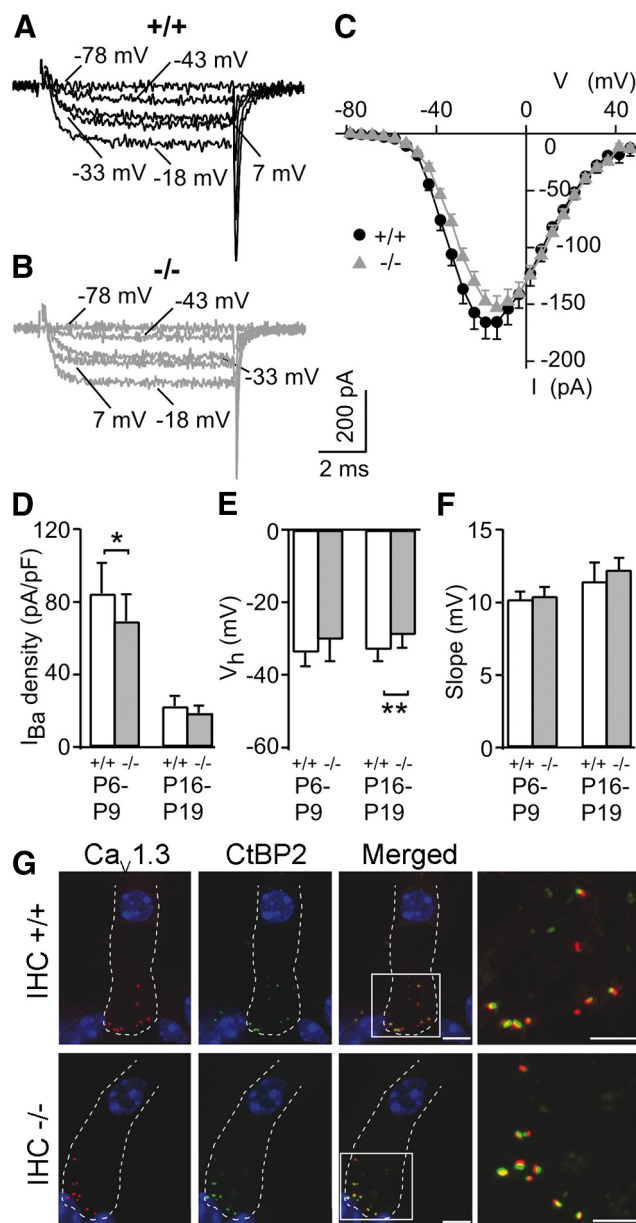 A
+/+
-78 mV
-43 mV
-33 mV
-18 mV
7 mV
B
-/-
-78 mV
-43 mV
-33 mV
7 mV
-18 mV
200 pA
2 ms
C
V (mV)
-80 -40 0 40
-50
-100
-150
-200
I (pA)
+/+
-/-
D
I_Ba density (pA/pF)
120
80
40
0
*
+/+ -/- +/+ -/-
P6-P9 P16-P19
E
V_h (mV)
0
-20
-40
-60
**
+/+ -/- +/+ -/-
P6-P9 P16-P19
F
Slope (mV)
15
10
5
0
+/+ -/- +/+ -/-
P6-P9 P16-P19
G
Ca_V1.3 CtBP2 Merged
IHC +/+
IHC -/-